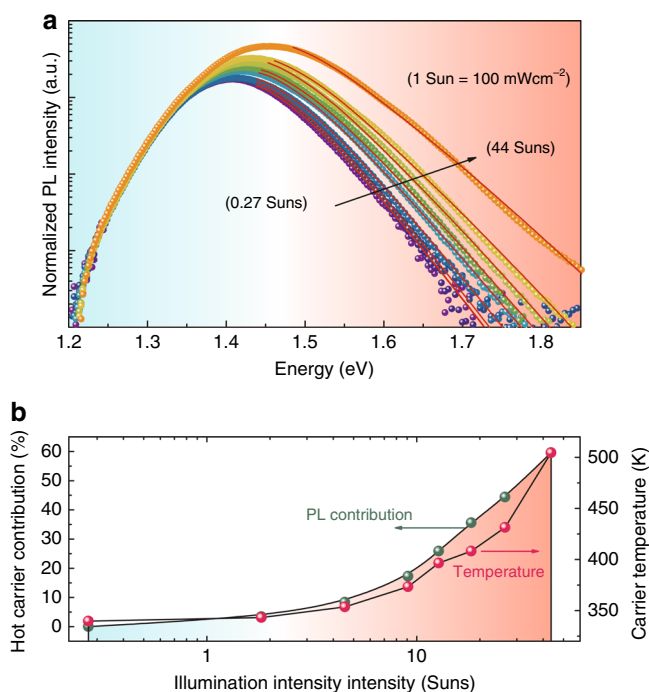 a
Normalized PL intensity (a.u.)
(1 Sun = 100 mWcm−2)
(44 Suns)
(0.27 Suns)
1.2 1.3 1.4 1.5 1.6 1.7 1.8
Energy (eV)
b
Hot carrier contribution (%)
60
50
40
30
20
10
0
PL contribution
Temperature
500
450
400
350
Carrier temperature (K)
1 10
Illumination intensity intensity (Suns)